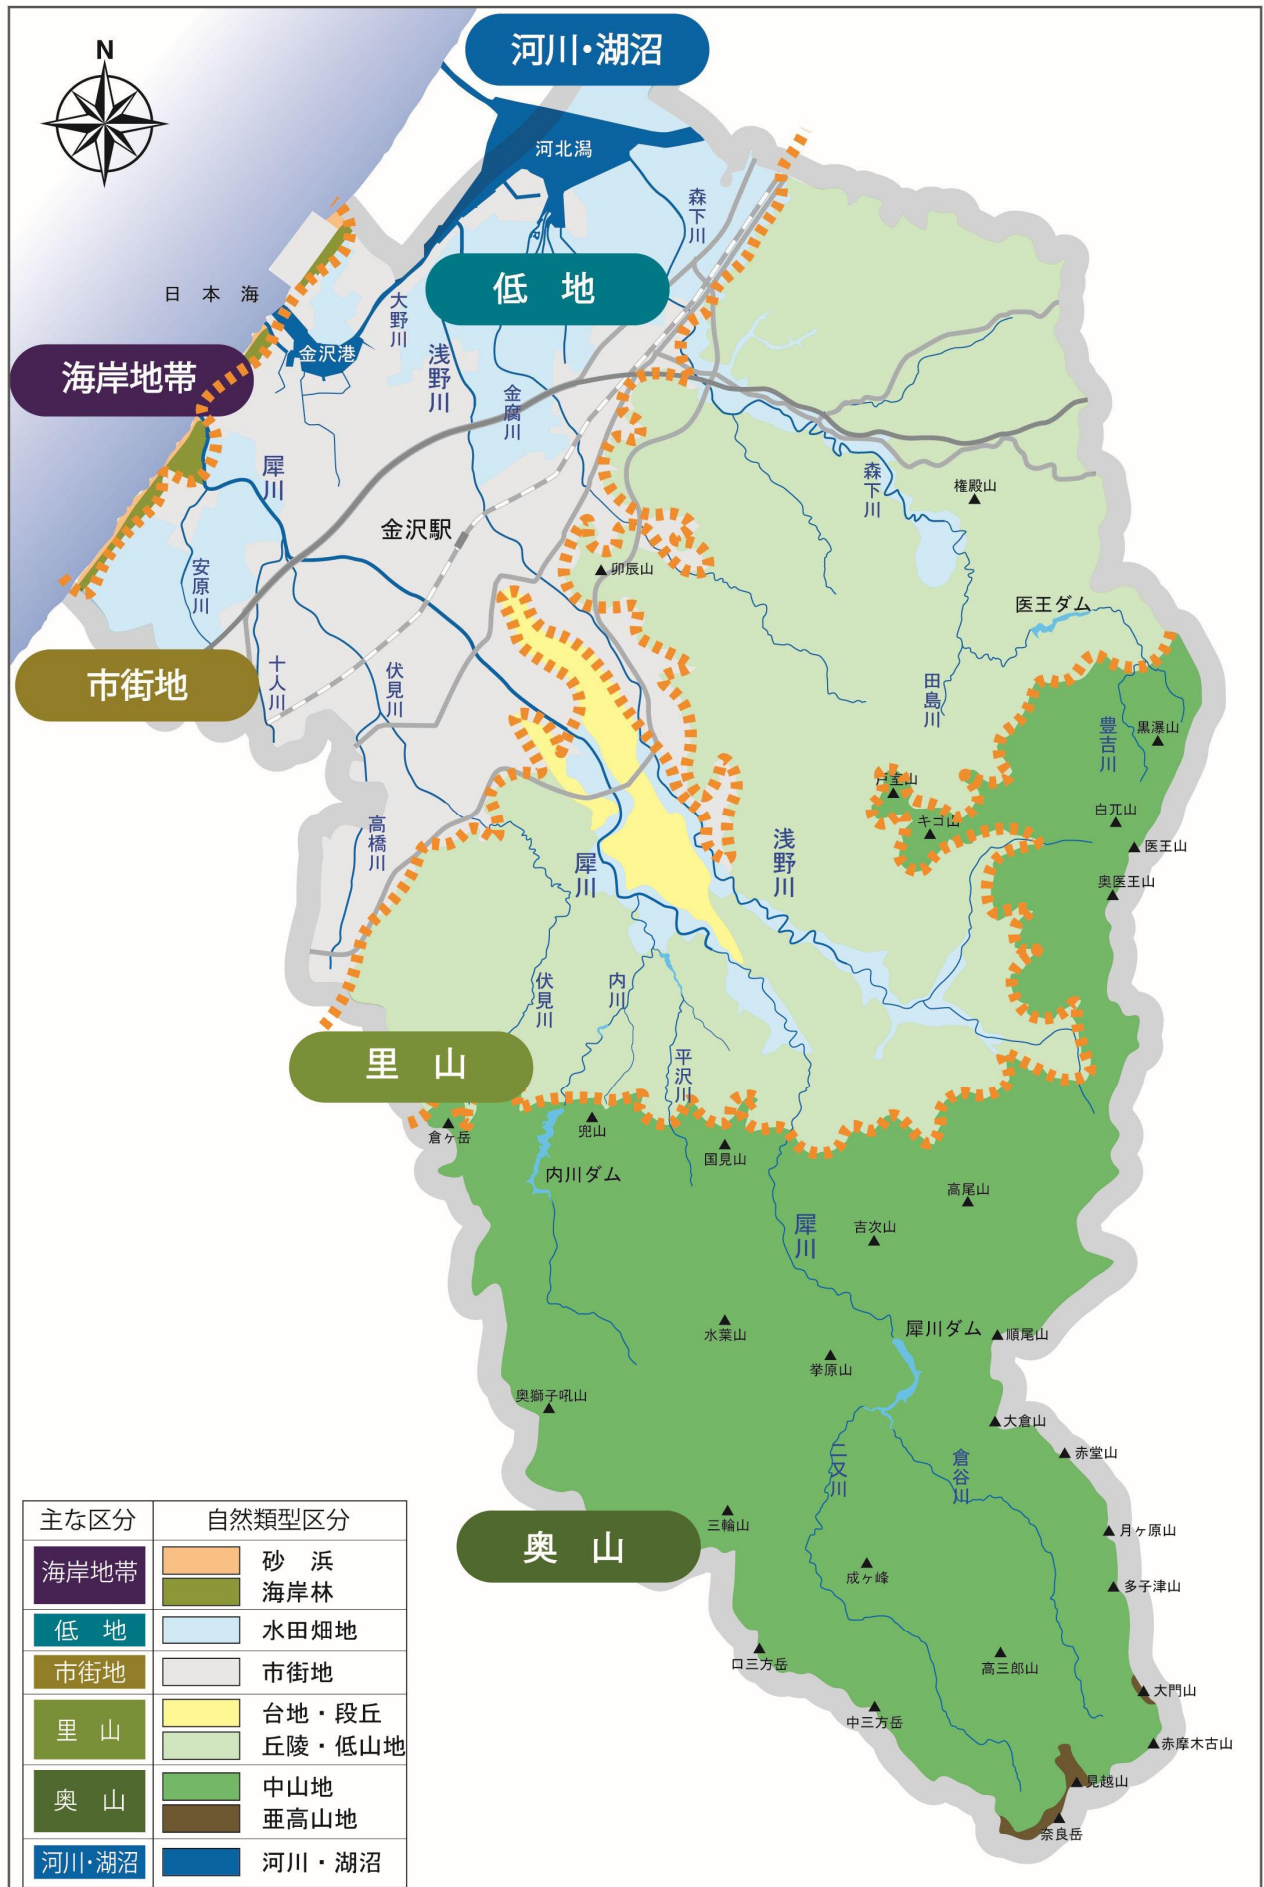 N
河川・湖沼
河北潟
森下川
低 地
日 本 海
大野川
金沢港
浅野川
海岸地帯
金腐川
犀川
森下川
権殿山
金沢駅
安原川
卯辰山
医王ダム
市街地
十人川
伏見川
田島川
豊吉川
黒瀑山
戸室山
キゴ山
白兀山
医王山
奥医王山
高橋川
犀川
浅野川
伏見川
内川
平沢川
里 山
倉ヶ岳
兜山
国見山
内川ダム
高尾山
吉次山
犀川
水葉山
犀川ダム
順尾山
挙原山
奥獅子吼山
大倉山
赤堂山
二又川
倉谷川
三輪山
奥 山
月ヶ原山
成ヶ峰
多子津山
口三方岳
高三郎山
大門山
中三方岳
赤摩木古山
見越山
奈良岳
主な区分 自然類型区分
海岸地帯 砂 浜
海岸林
低 地 水田畑地
市街地 市街地
里 山 台地・段丘
丘陵・低山地
奥 山 中山地
亜高山地
河川・湖沼 河川・湖沼